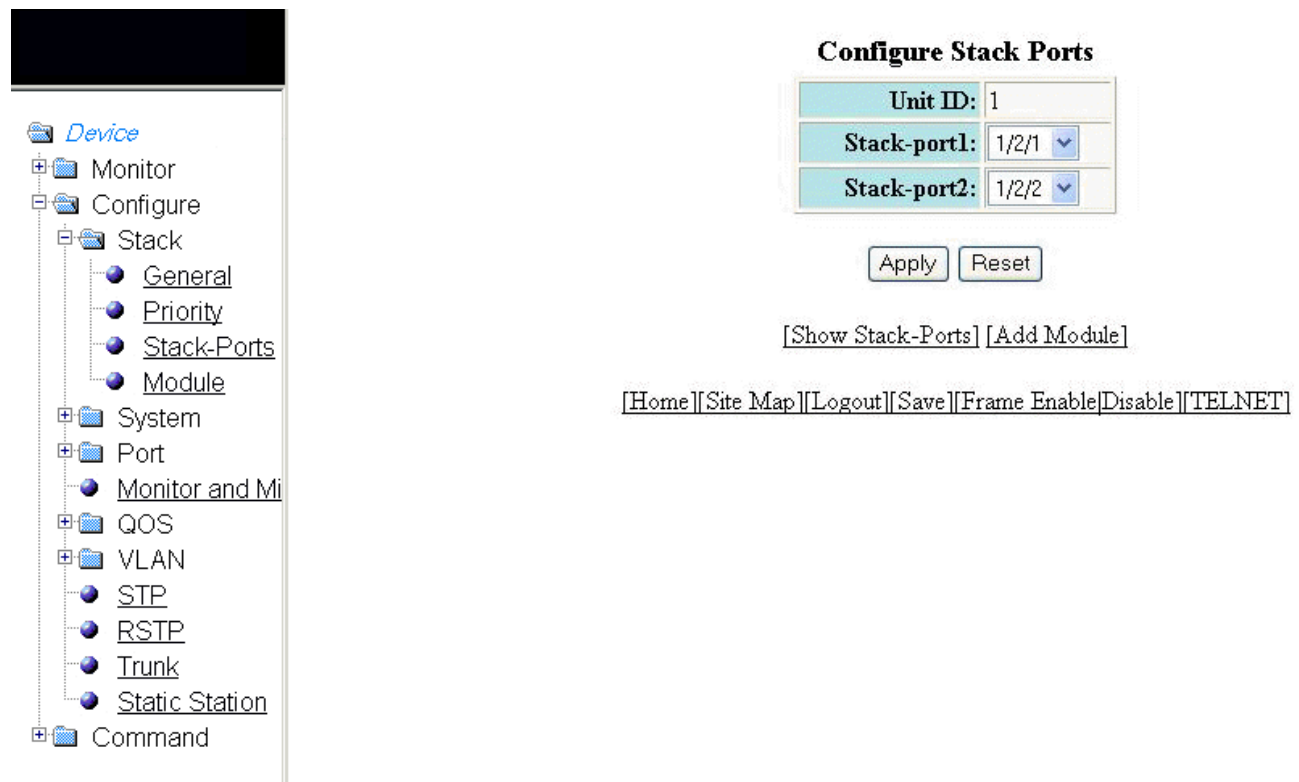 Device
Monitor
Configure
Stack
General
Priority
Stack-Ports
Module
System
Port
Monitor and Mi
QOS
VLAN
STP
RSTP
Trunk
Static Station
Command
Configure Stack Ports
Unit ID: 1
Stack-port1: 1/2/1
Stack-port2: 1/2/2
Apply Reset
[Show Stack-Ports] [Add Module]
[Home][Site Map][Logout][Save][Frame Enable|Disable][TELNET]